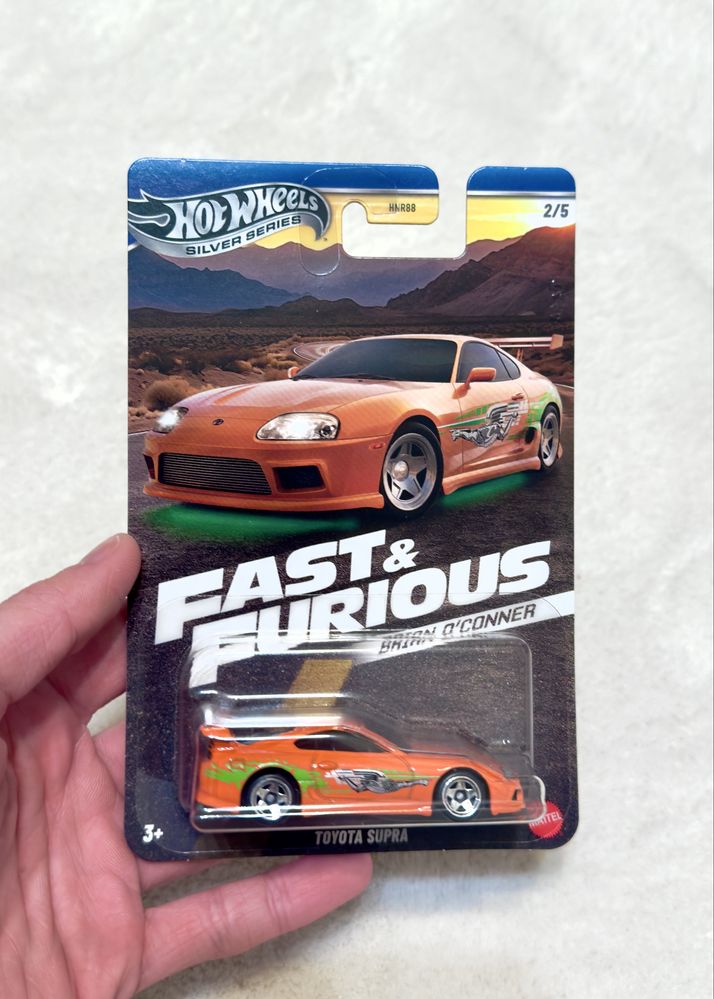 HOT WHEELS
SILVER SERIES
HNR88
2/5
FAST &
FURIOUS
BRIAN O'CONNER
3+
TOYOTA SUPRA
MATTEL